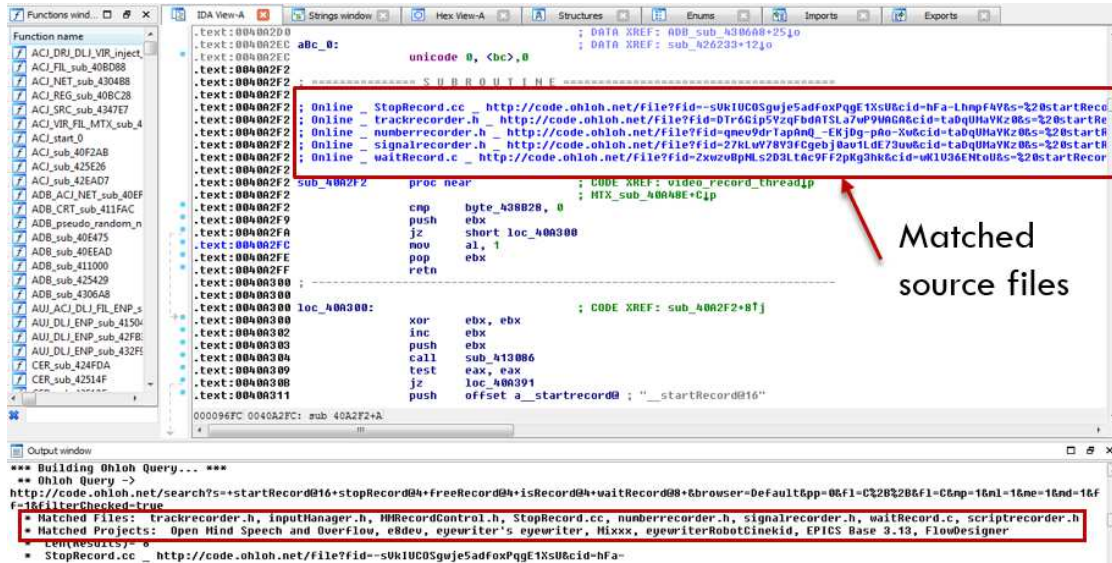 Functions wind...
IDA View-A
Strings window
Hex View-A
Structures
Enums
Imports
Exports
Function name
ACJ_DRJ_DLJ_VIR_inject_
ACJ_FIL_sub_40BD88
ACJ_NET_sub_4304B8
ACJ_REG_sub_40BC28
ACJ_SRC_sub_4347E7
ACJ_VIR_FIL_MTX_sub_4
ACJ_start_0
ACJ_sub_40F2AB
ACJ_sub_425E26
ACJ_sub_42EAD7
ADB_ACJ_NET_sub_40EF
ADB_CRT_sub_411FAC
ADB_pseudo_random_n
ADB_sub_40E475
ADB_sub_40EEAD
ADB_sub_411000
ADB_sub_425429
ADB_sub_4306A8
AUJ_ACJ_DLJ_FIL_ENP_s
AUJ_DLJ_ENP_sub_41504
AUJ_DLJ_ENP_sub_42FB
AUJ_DLJ_ENP_sub_432F
CER_sub_424FDA
CER_sub_42514F
.text:0040A2D0 ; DATA XREF: ADB_sub_4306A8+25↓o
.text:0040A2EC aBc_0: ; DATA XREF: sub_426233+12↓o
.text:0040A2EC unicode 0, <bc>,0
.text:0040A2F2
.text:0040A2F2 ; =============== S U B R O U T I N E =======================================
.text:0040A2F2
.text:0040A2F2 ; Online _ StopRecord.cc _ http://code.ohloh.net/file?fid=-sVkIUCOSgwje5adfoxPqgE1XsU&cid=hFa-Lhmpf4Y&s=%20startReco
.text:0040A2F2 ; Online _ trackrecorder.h _ http://code.ohloh.net/file?fid=DTr6Gip5YzqFbdATSLa7wP9WAGA&cid=taDqUMaYKz0&s=%20startRe
.text:0040A2F2 ; Online _ numberrecorder.h _ http://code.ohloh.net/file?fid=qmev9drTapAmQ_-EKjDg-pAo-Xw&cid=taDqUMaYKz0&s=%20startR
.text:0040A2F2 ; Online _ signalrecorder.h _ http://code.ohloh.net/file?fid=27kLwY78Y3fCgebj0av1LdE73uw&cid=taDqUMaYKz0&s=%20startR
.text:0040A2F2 ; Online _ waitRecord.c _ http://code.ohloh.net/file?fid=ZxwzvBpMLs2D3LtAc9FF2pKg3hk&cid=wKlV36ENtoU&s=%20startRecor
.text:0040A2F2
.text:0040A2F2 sub_40A2F2 proc near ; CODE XREF: video_record_thread↓p
.text:0040A2F2 ; MTX_sub_40A48E+C↓p
.text:0040A2F2 cmp byte_438B28, 0
.text:0040A2F9 push ebx
.text:0040A2FA jz short loc_40A300
.text:0040A2FC mov al, 1
.text:0040A2FE pop ebx
.text:0040A2FF retn
.text:0040A300 ; ---------------------------------------------------------------------------
.text:0040A300
.text:0040A300 loc_40A300: ; CODE XREF: sub_40A2F2+8↑j
.text:0040A300 xor ebx, ebx
.text:0040A302 inc ebx
.text:0040A303 push ebx
.text:0040A304 call sub_413086
.text:0040A309 test eax, eax
.text:0040A30B jz loc_40A391
.text:0040A311 push offset a__startrecord@ ; "__startRecord@16"
Matched
source files
000096FC 0040A2FC: sub_40A2F2+A
Output window
*** Building Ohloh Query... ***
** Ohloh Query ->
http://code.ohloh.net/search?s=+startRecord@16+stopRecord@4+freeRecord@4+isRecord@4+waitRecord@8+&browser=Default&pp=0&fl=C%2B%2B&fl=C&mp=1&ml=1&me=1&md=1&f
f=1&filterChecked=true
* Matched Files: trackrecorder.h, inputManager.h, MMRecordControl.h, StopRecord.cc, numberrecorder.h, signalrecorder.h, waitRecord.c, scriptrecorder.h
* Matched Projects: Open Mind Speech and Overflow, e8dev, eyewriter's eyewriter, Mixxx, eyewriterRobotCinekid, EPICS Base 3.13, FlowDesigner
* Len(Results)= 8
* StopRecord.cc _ http://code.ohloh.net/file?fid=-sVkIUCOSgwje5adfoxPqgE1XsU&cid=hFa-